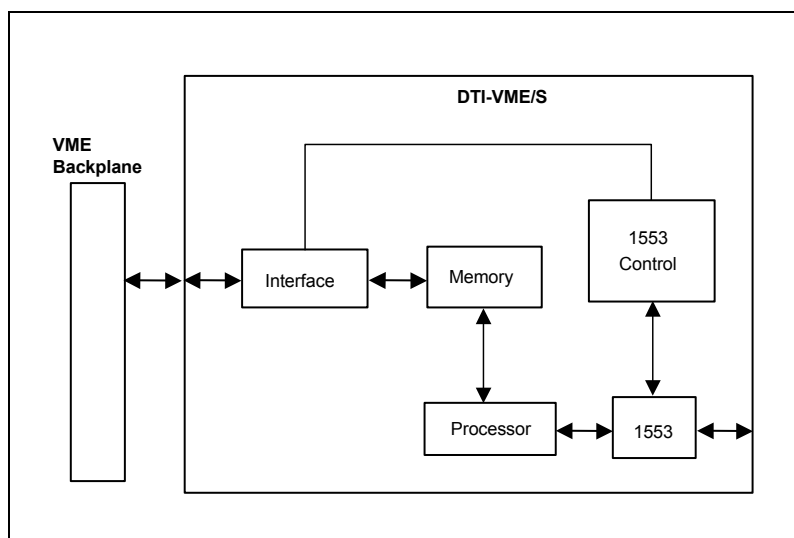 DTI-VME/S
VME
Backplane
1553
Control
Interface
Memory
Processor
1553